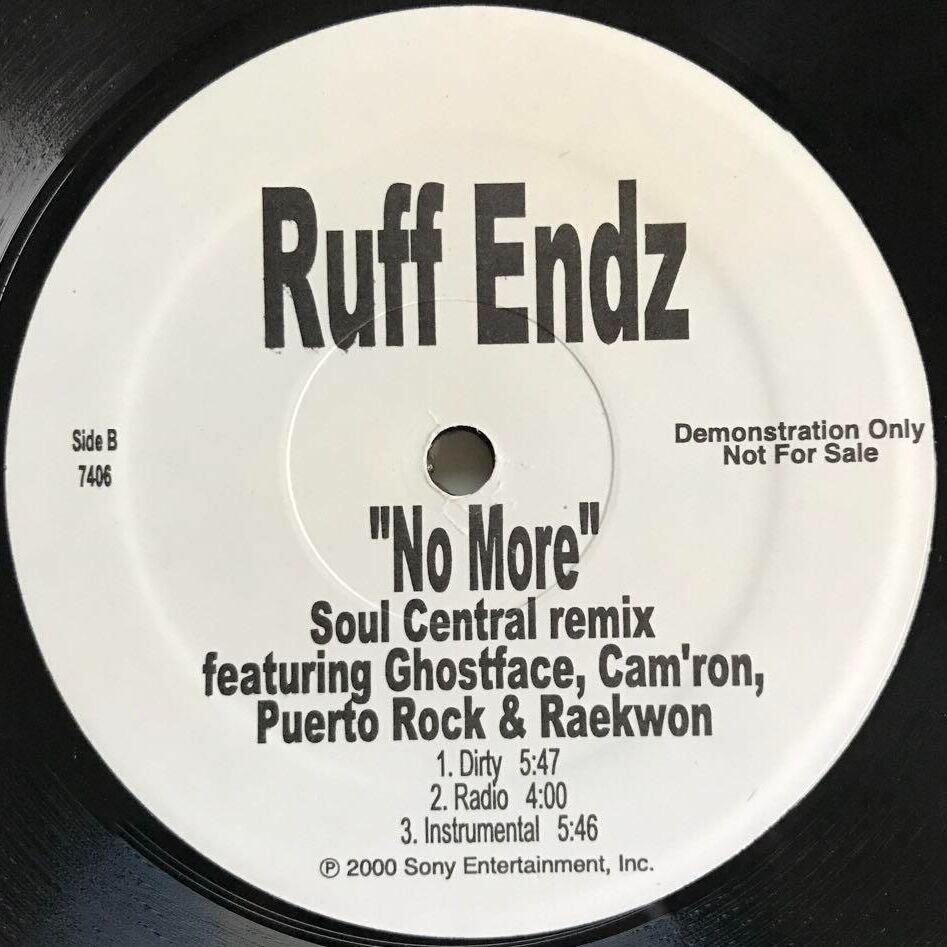 Ruff Endz
Side B
7406
Demonstration Only
Not For Sale
"No More"
Soul Central remix
featuring Ghostface, Cam'ron,
Puerto Rock & Raekwon
1. Dirty 5:47
2. Radio 4:00
3. Instrumental 5:46
℗ 2000 Sony Entertainment, Inc.